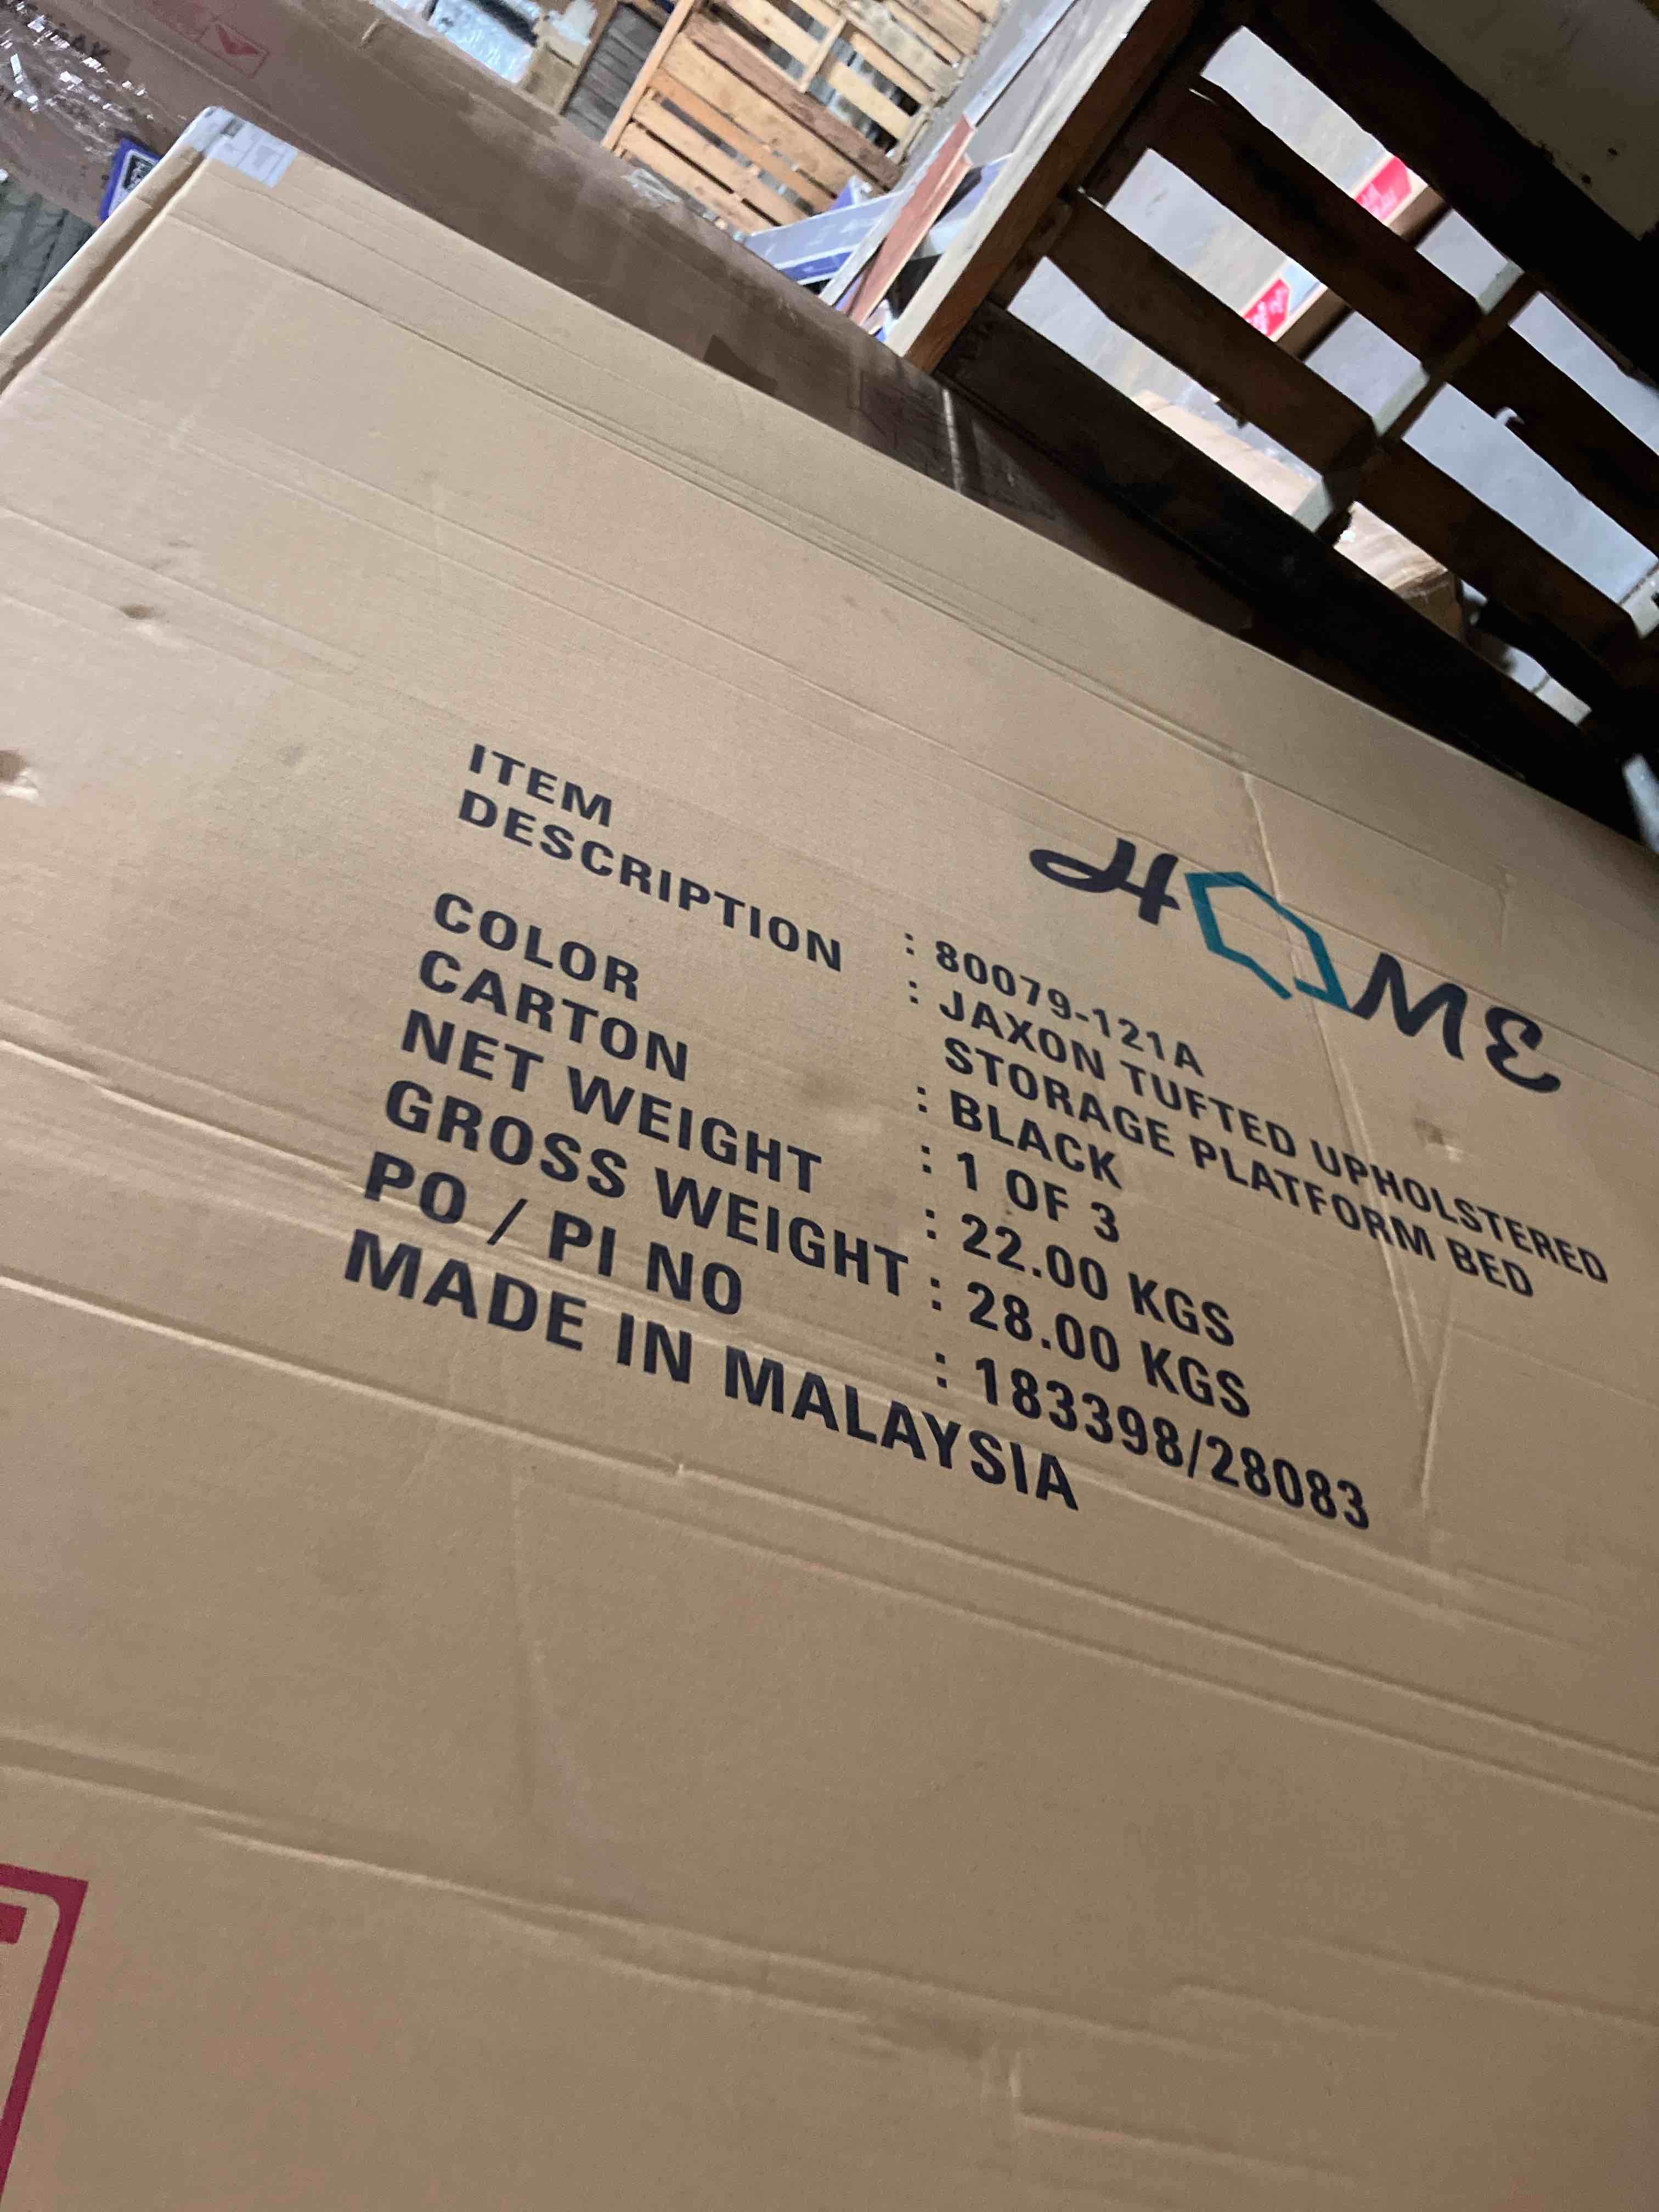 HOME
ITEM : 80079-121A
DESCRIPTION : JAXON TUFTED UPHOLSTERED
STORAGE PLATFORM BED
COLOR : BLACK
CARTON : 1 OF 3
NET WEIGHT : 22.00 KGS
GROSS WEIGHT : 28.00 KGS
PO / PI NO : 183398/28083
MADE IN MALAYSIA